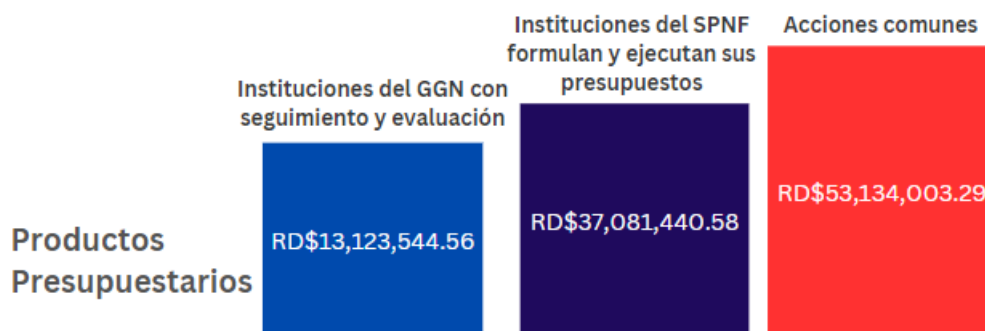 Instituciones del GGN con
seguimiento y evaluación
Instituciones del SPNF
formulan y ejecutan sus
presupuestos
Acciones comunes
Productos
Presupuestarios
RD$13,123,544.56
RD$37,081,440.58
RD$53,134,003.29